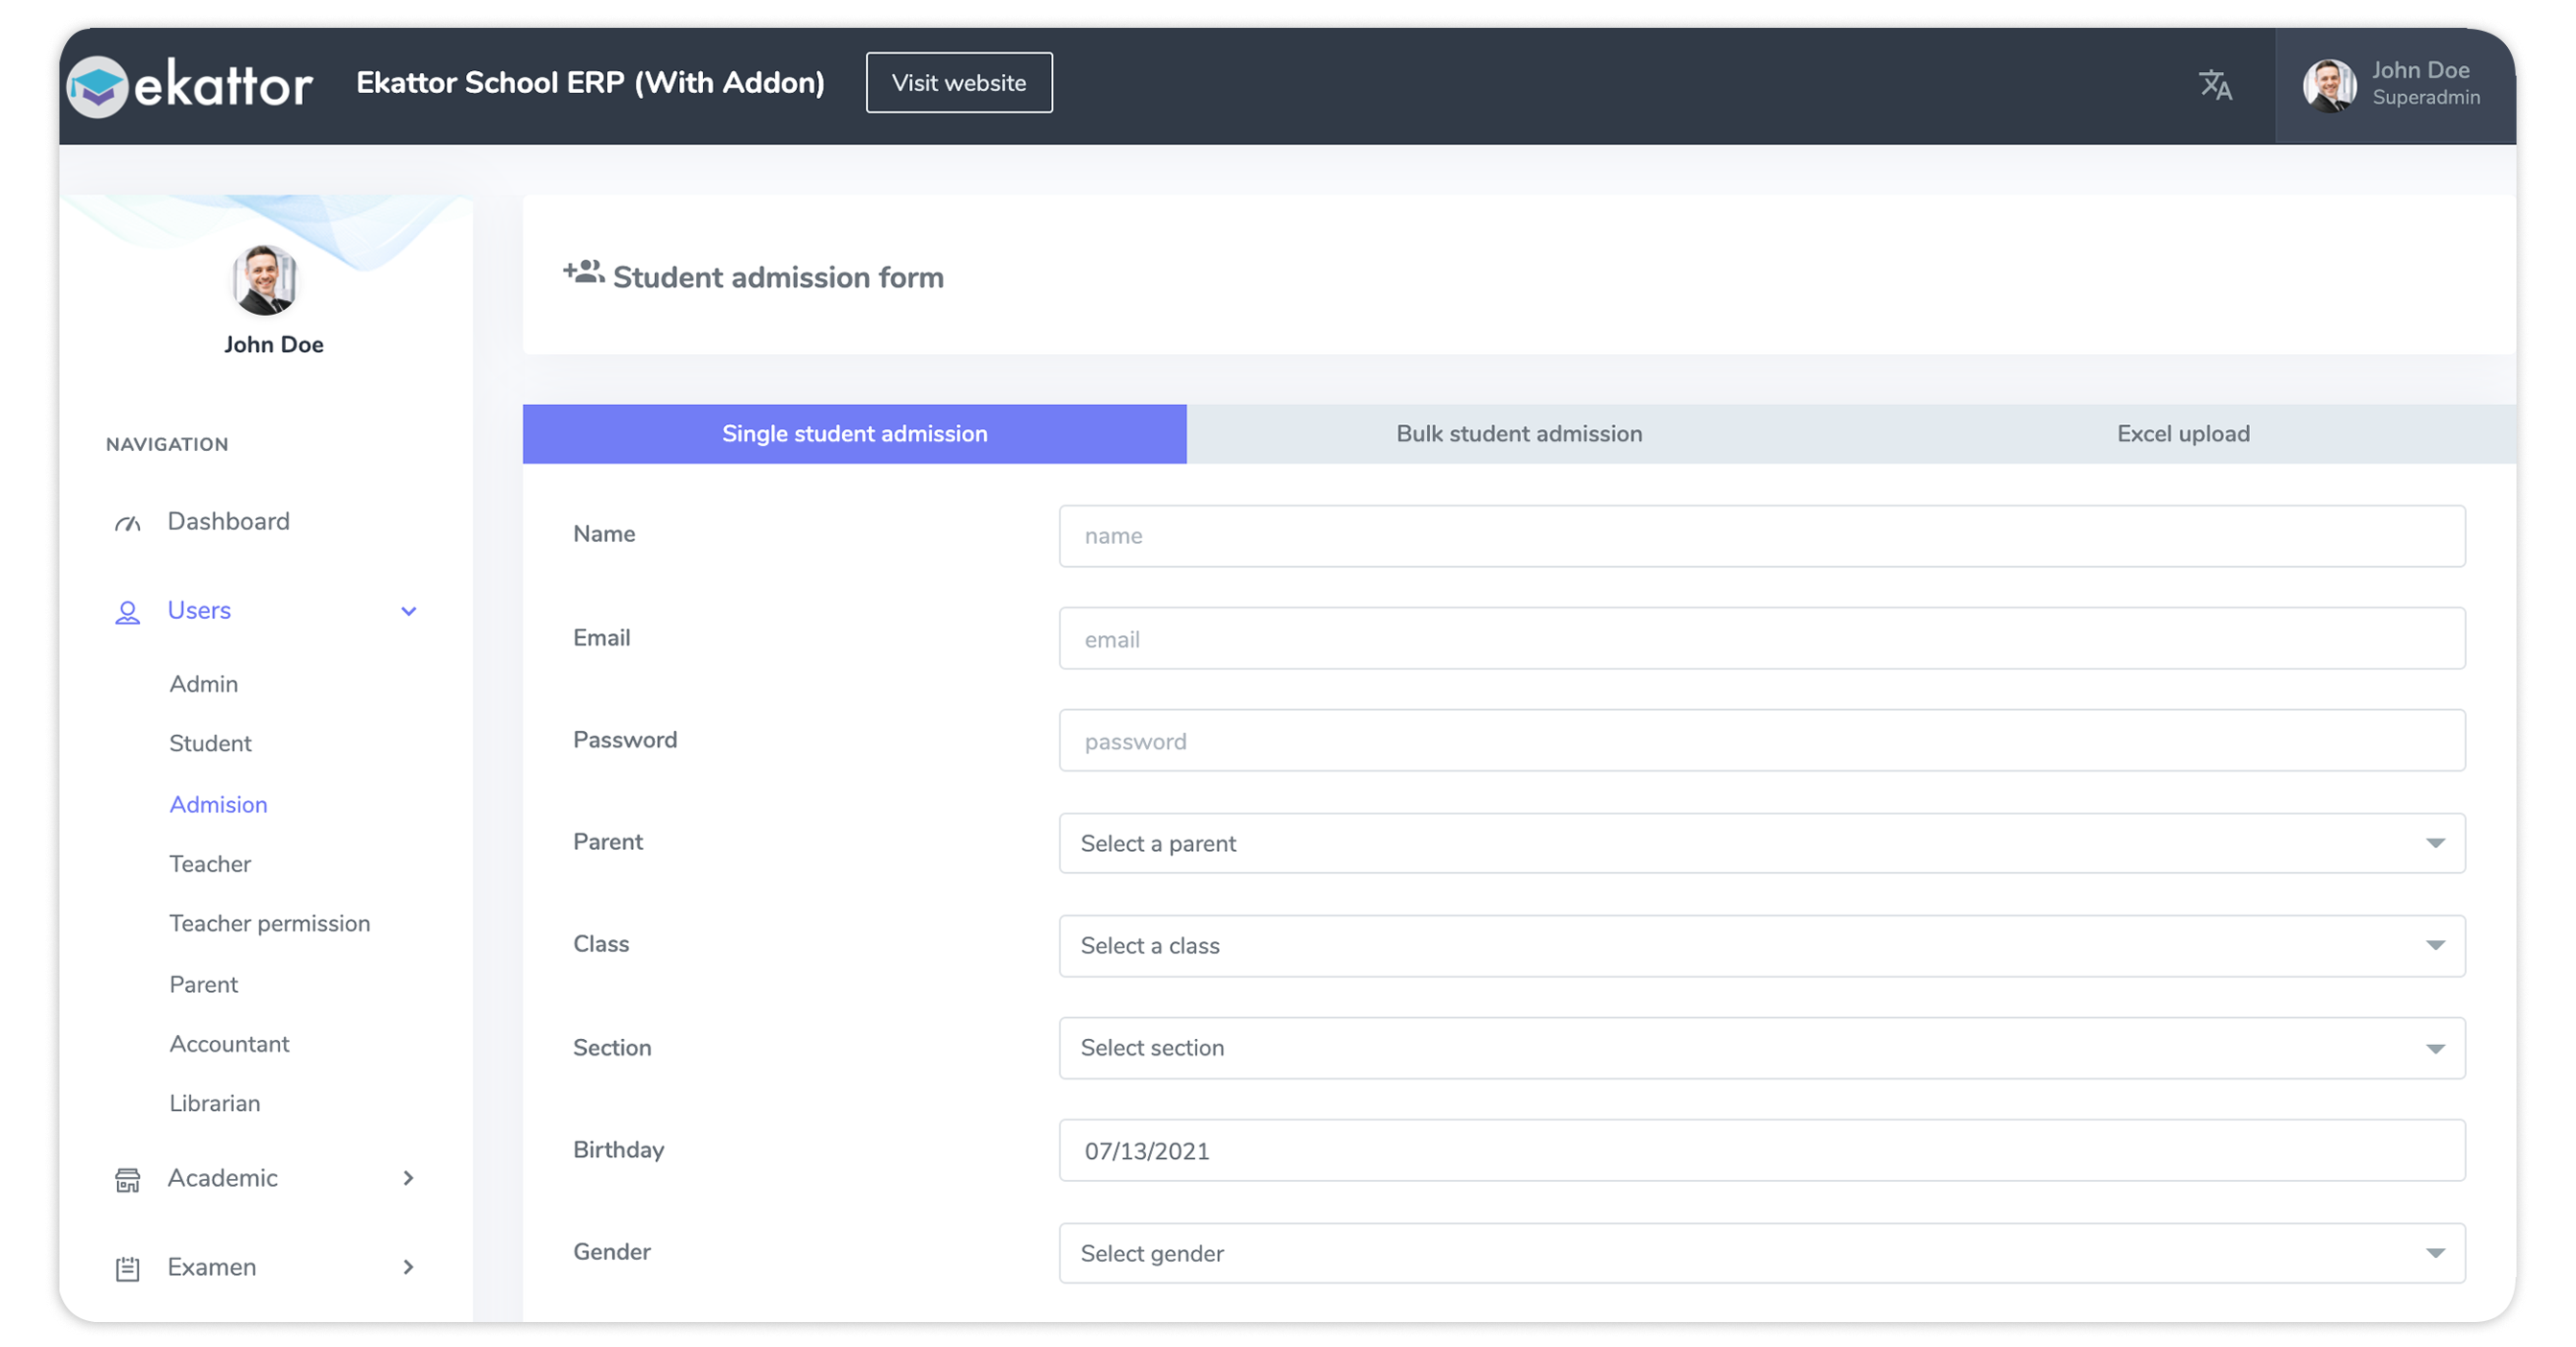 ekattor
Ekattor School ERP (With Addon)
Visit website
John Doe
Superadmin
John Doe
NAVIGATION
Dashboard
Users
Admin
Student
Admision
Teacher
Teacher permission
Parent
Accountant
Librarian
Academic
Examen
Student admission form
Single student admission
Bulk student admission
Excel upload
Name
name
Email
email
Password
password
Parent
Select a parent
Class
Select a class
Section
Select section
Birthday
07/13/2021
Gender
Select gender